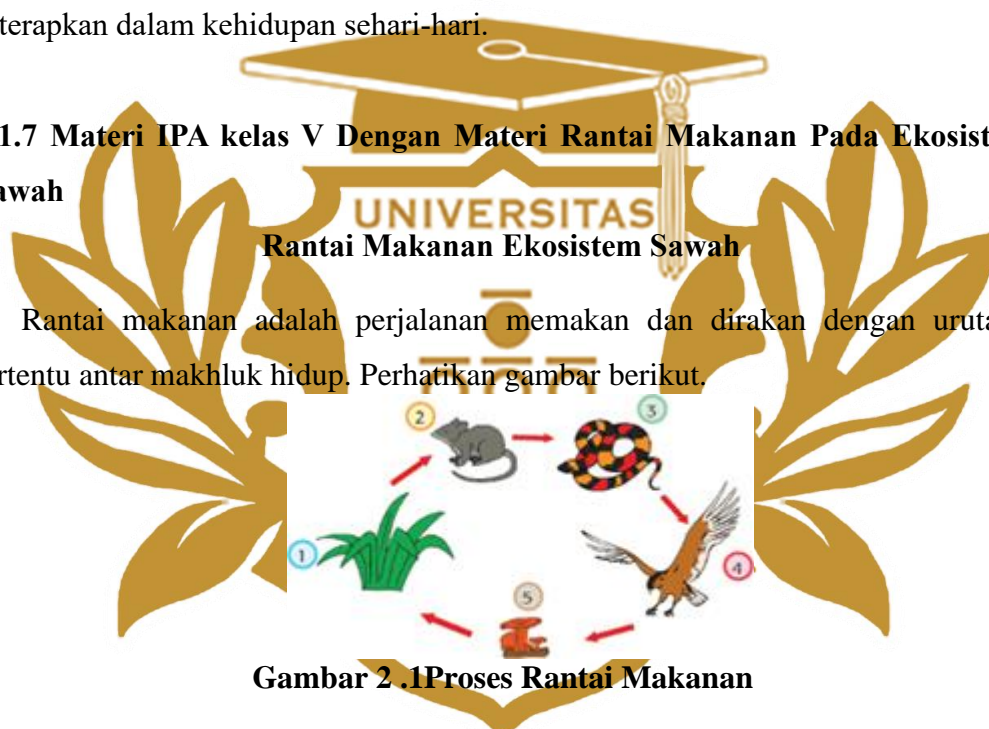 terapkan dalam kehidupan sehari-hari.
1.7 Materi IPA kelas V Dengan Materi Rantai Makanan Pada Ekosist
awah
UNIVERSITAS
Rantai Makanan Ekosistem Sawah
Rantai makanan adalah perjalanan memakan dan dirakan dengan uruta
rtentu antar makhluk hidup. Perhatikan gambar berikut.
2
3
1
4
5
Gambar 2 .1Proses Rantai Makanan